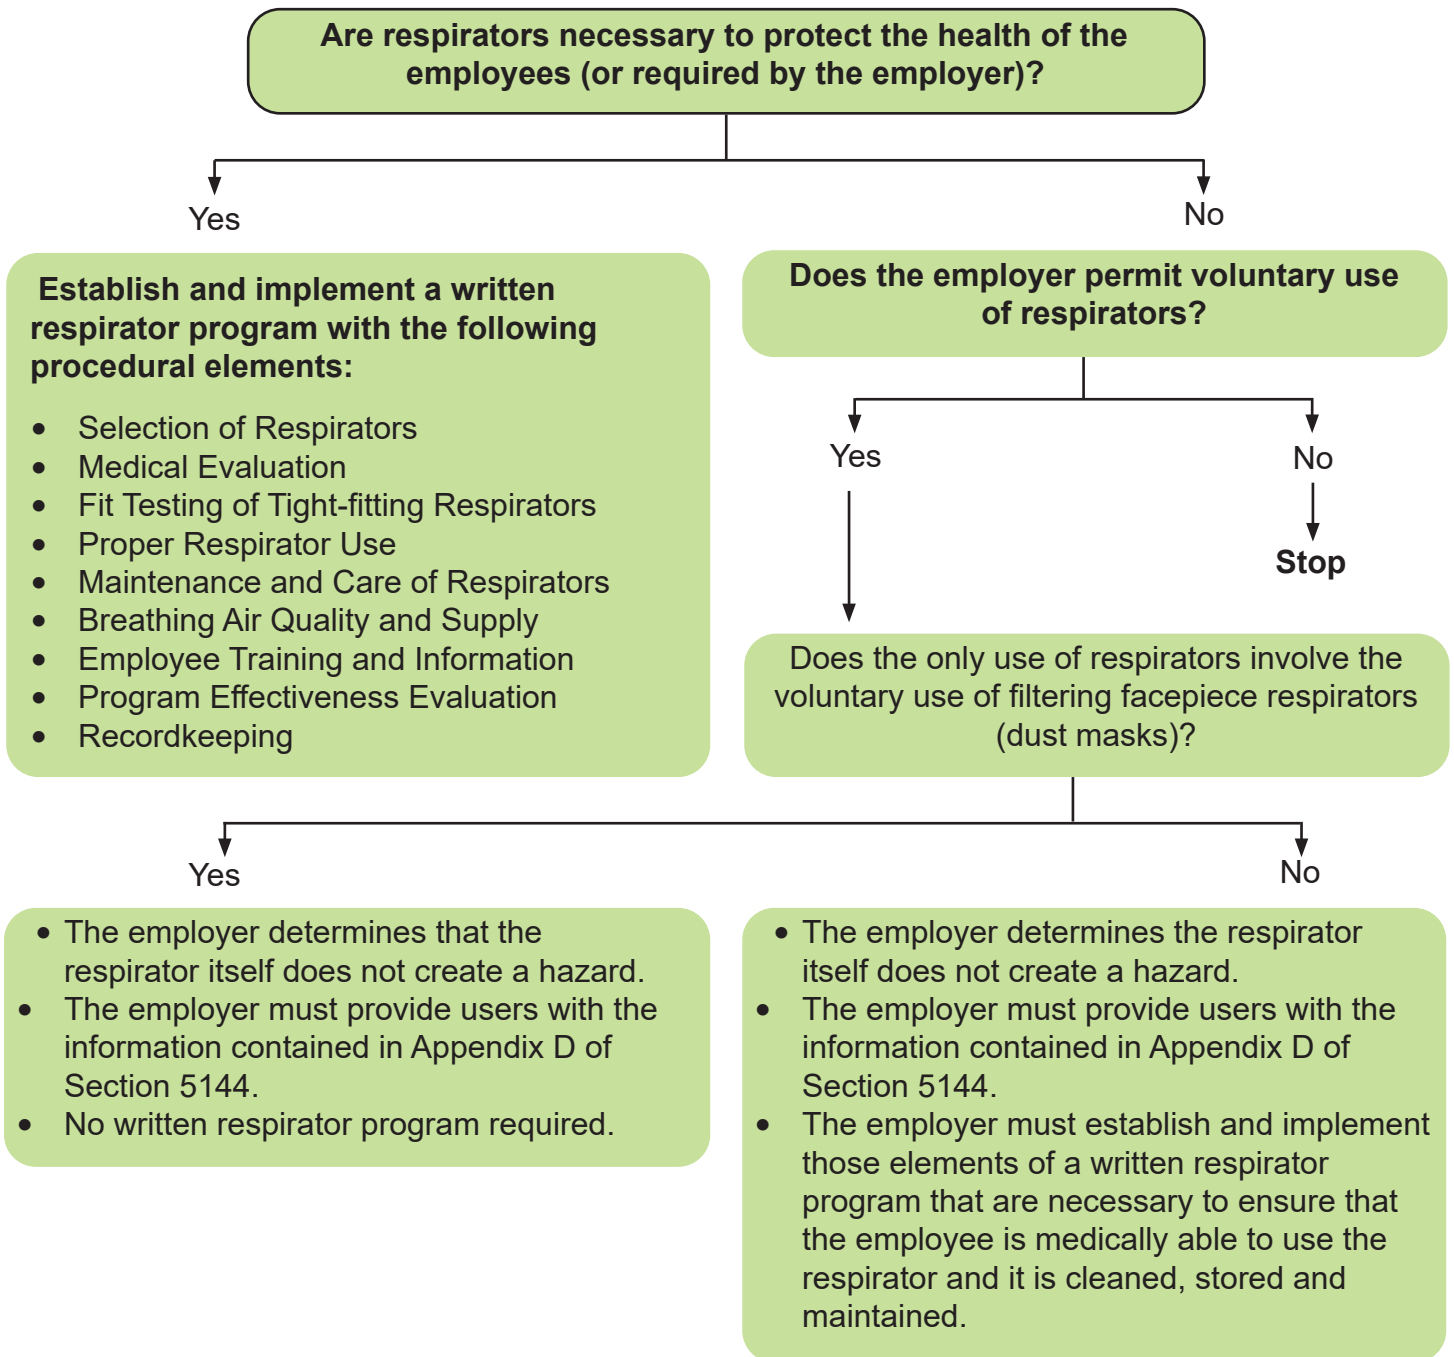 Are respirators necessary to protect the health of the
employees (or required by the employer)?
Yes
No
Establish and implement a written
respirator program with the following
procedural elements:
• Selection of Respirators
• Medical Evaluation
• Fit Testing of Tight-fitting Respirators
• Proper Respirator Use
• Maintenance and Care of Respirators
• Breathing Air Quality and Supply
• Employee Training and Information
• Program Effectiveness Evaluation
• Recordkeeping
Does the employer permit voluntary use
of respirators?
Yes
No
Stop
Does the only use of respirators involve the
voluntary use of filtering facepiece respirators
(dust masks)?
Yes
No
• The employer determines that the
respirator itself does not create a hazard.
• The employer must provide users with the
information contained in Appendix D of
Section 5144.
• No written respirator program required.
• The employer determines the respirator
itself does not create a hazard.
• The employer must provide users with the
information contained in Appendix D of
Section 5144.
• The employer must establish and implement
those elements of a written respirator
program that are necessary to ensure that
the employee is medically able to use the
respirator and it is cleaned, stored and
maintained.